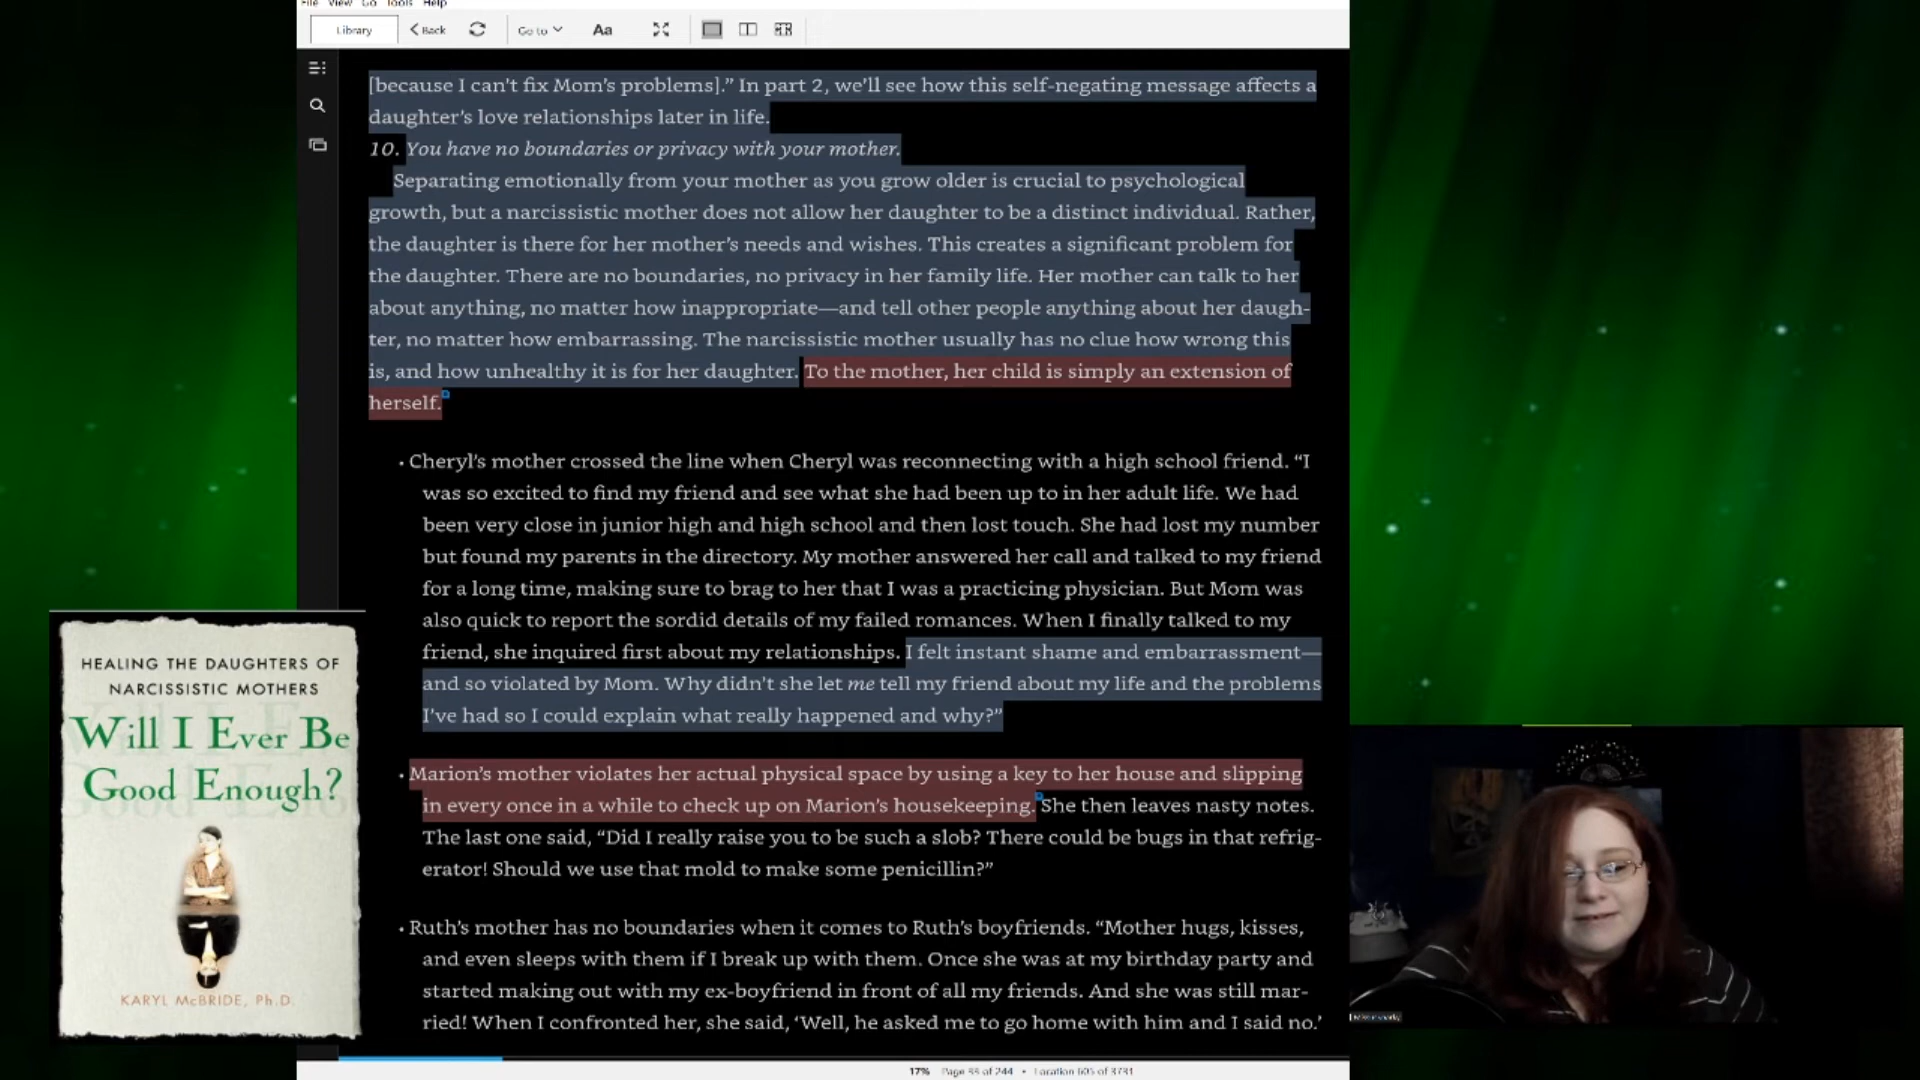 File View Go Tools Help
Library
Back
Go to
Aa
[because I can't fix Mom's problems].” In part 2, we'll see how this self-negating message affects a
daughter's love relationships later in life.
10. You have no boundaries or privacy with your mother.
Separating emotionally from your mother as you grow older is crucial to psychological
growth, but a narcissistic mother does not allow her daughter to be a distinct individual. Rather,
the daughter is there for her mother's needs and wishes. This creates a significant problem for
the daughter. There are no boundaries, no privacy in her family life. Her mother can talk to her
about anything, no matter how inappropriate—and tell other people anything about her daugh-
ter, no matter how embarrassing. The narcissistic mother usually has no clue how wrong this
is, and how unhealthy it is for her daughter. To the mother, her child is simply an extension of
herself.
• Cheryl's mother crossed the line when Cheryl was reconnecting with a high school friend. “I
was so excited to find my friend and see what she had been up to in her adult life. We had
been very close in junior high and high school and then lost touch. She had lost my number
but found my parents in the directory. My mother answered her call and talked to my friend
for a long time, making sure to brag to her that I was a practicing physician. But Mom was
also quick to report the sordid details of my failed romances. When I finally talked to my
friend, she inquired first about my relationships. I felt instant shame and embarrassment—
and so violated by Mom. Why didn't she let me tell my friend about my life and the problems
I've had so I could explain what really happened and why?”
• Marion's mother violates her actual physical space by using a key to her house and slipping
in every once in a while to check up on Marion's housekeeping. She then leaves nasty notes.
The last one said, “Did I really raise you to be such a slob? There could be bugs in that refrig-
erator! Should we use that mold to make some penicillin?”
• Ruth's mother has no boundaries when it comes to Ruth's boyfriends. “Mother hugs, kisses,
and even sleeps with them if I break up with them. Once she was at my birthday party and
started making out with my ex-boyfriend in front of all my friends. And she was still mar-
ried! When I confronted her, she said, ‘Well, he asked me to go home with him and I said no.’
17% Page 33 of 244 • Location 605 of 3731
HEALING THE DAUGHTERS OF
NARCISSISTIC MOTHERS
Will I Ever Be
Good Enough?
KARYL McBRIDE, Ph.D.